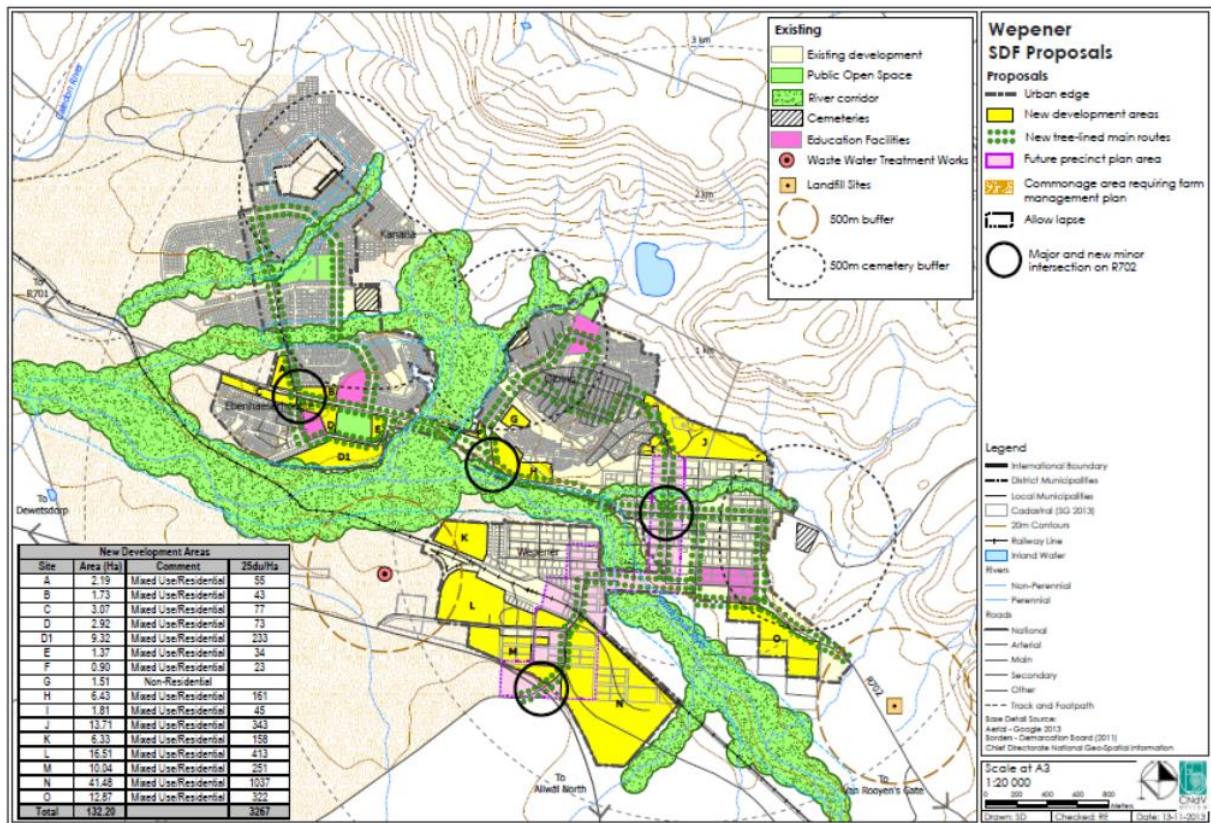 Wepener
SDF Proposals
Proposals
Urban edge
New development areas
New tree-lined main routes
Future precinct plan area
Commonage area requiring farm
management plan
Allow lapse
Major and new minor
intersection on R702
Existing
Existing development
Public Open Space
River corridor
Cemeteries
Education Facilities
Waste Water Treatment Works
Landfill Sites
500m buffer
500m cemetery buffer
3 km
2 km
1 km
Caledon River
Kanana
To
R701
A
B
C
Ebenhaeserhoogte
D
E
D1
G
H
I
J
To
Dewetsdorp
K
Wepener
L
M
N
O
R702
To
Aliwal North
To
Van Rooyen's Gate
New Development Areas
Site Area (Ha) Comment 25du/Ha
A 2.19 Mixed Use/Residential 55
B 1.73 Mixed Use/Residential 43
C 3.07 Mixed Use/Residential 77
D 2.92 Mixed Use/Residential 73
D1 9.32 Mixed Use/Residential 233
E 1.37 Mixed Use/Residential 34
F 0.90 Mixed Use/Residential 23
G 1.51 Non-Residential
H 6.43 Mixed Use/Residential 161
I 1.81 Mixed Use/Residential 45
J 13.71 Mixed Use/Residential 343
K 6.33 Mixed Use/Residential 158
L 16.51 Mixed Use/Residential 413
M 10.04 Mixed Use/Residential 251
N 41.48 Mixed Use/Residential 1037
O 12.87 Mixed Use/Residential 322
Total 132.20 3267
Legend
International Boundary
District Municipalities
Local Municipalities
Cadastral (SG 2013)
20m Contours
Railway Line
Inland Water
Rivers
Non-Perennial
Perennial
Roads
National
Arterial
Main
Secondary
Other
Track and Footpath
Base Detail Source:
Aerial - Google 2013
Borders - Demarcation Board (2011)
Chief Directorate National Geo-Spatial Information
Scale at A3
1:20 000
0 200 400 600 800
Metres
CNdV
Drawn: SD Checked: RE Date: 13-11-2013